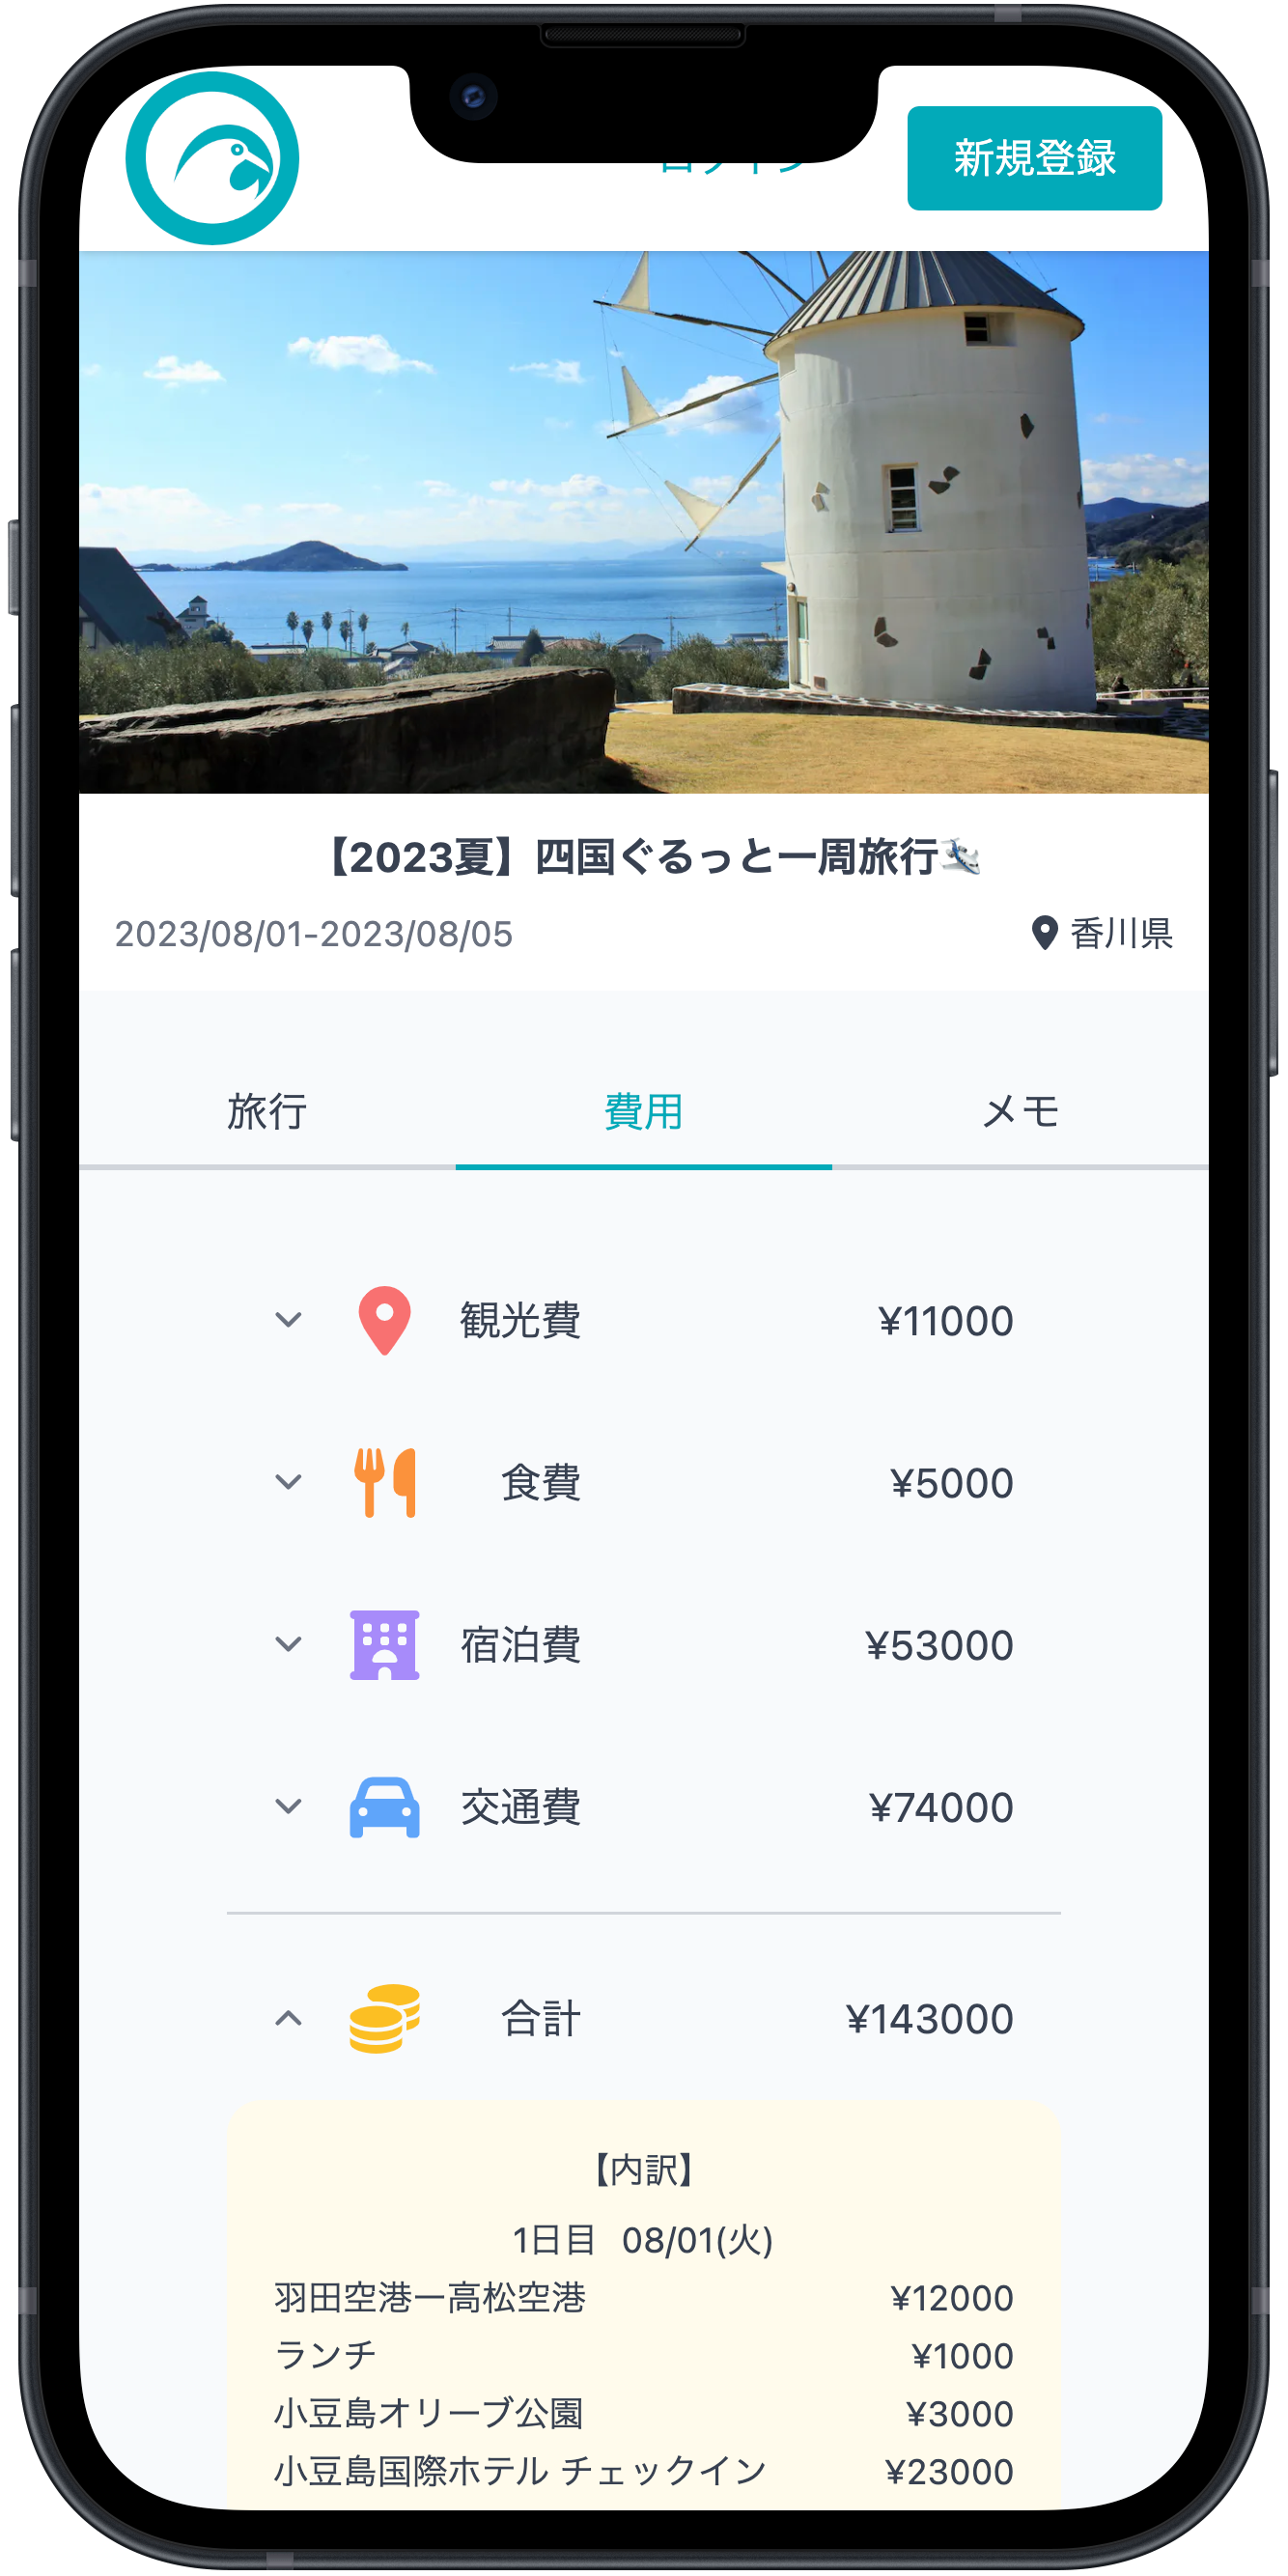 新規登録
【2023夏】四国ぐるっと一周旅行🛬
2023/08/01-2023/08/05 香川県
旅行 費用 メモ
観光費 ¥11000
食費 ¥5000
宿泊費 ¥53000
交通費 ¥74000
合計 ¥143000
【内訳】
1日目 08/01(火)
羽田空港ー高松空港 ¥12000
ランチ ¥1000
小豆島オリーブ公園 ¥3000
小豆島国際ホテル チェックイン ¥23000